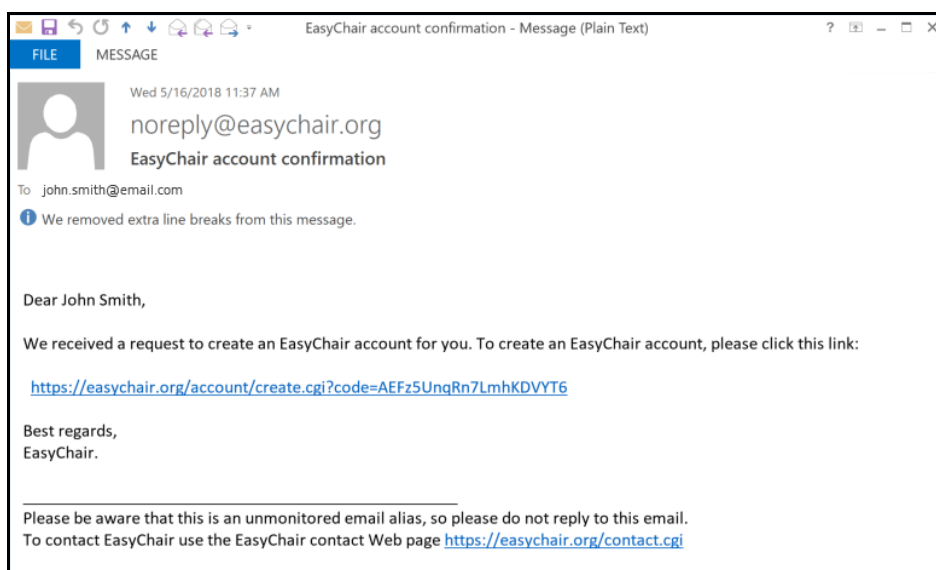 EasyChair account confirmation - Message (Plain Text) ?
FILE MESSAGE
Wed 5/16/2018 11:37 AM
noreply@easychair.org
EasyChair account confirmation
To john.smith@email.com
We removed extra line breaks from this message.
Dear John Smith,
We received a request to create an EasyChair account for you. To create an EasyChair account, please click this link:
https://easychair.org/account/create.cgi?code=AEFz5UnqRn7LmhKDVYT6
Best regards,
EasyChair.
Please be aware that this is an unmonitored email alias, so please do not reply to this email.
To contact EasyChair use the EasyChair contact Web page https://easychair.org/contact.cgi